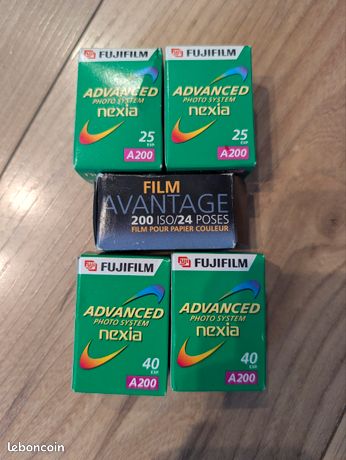 FUJIFILM
ADVANCED
PHOTO SYSTEM
nexia
25
EXP
A200
FUJIFILM
ADVANCED
PHOTO SYSTEM
nexia
25
EXP
A200
FILM
AVANTAGE
200 ISO/24 POSES
FILM POUR PAPIER COULEUR
FUJIFILM
ADVANCED
PHOTO SYSTEM
nexia
40
EXP
A200
FUJIFILM
ADVANCED
PHOTO SYSTEM
nexia
40
EXP
A200
leboncoin